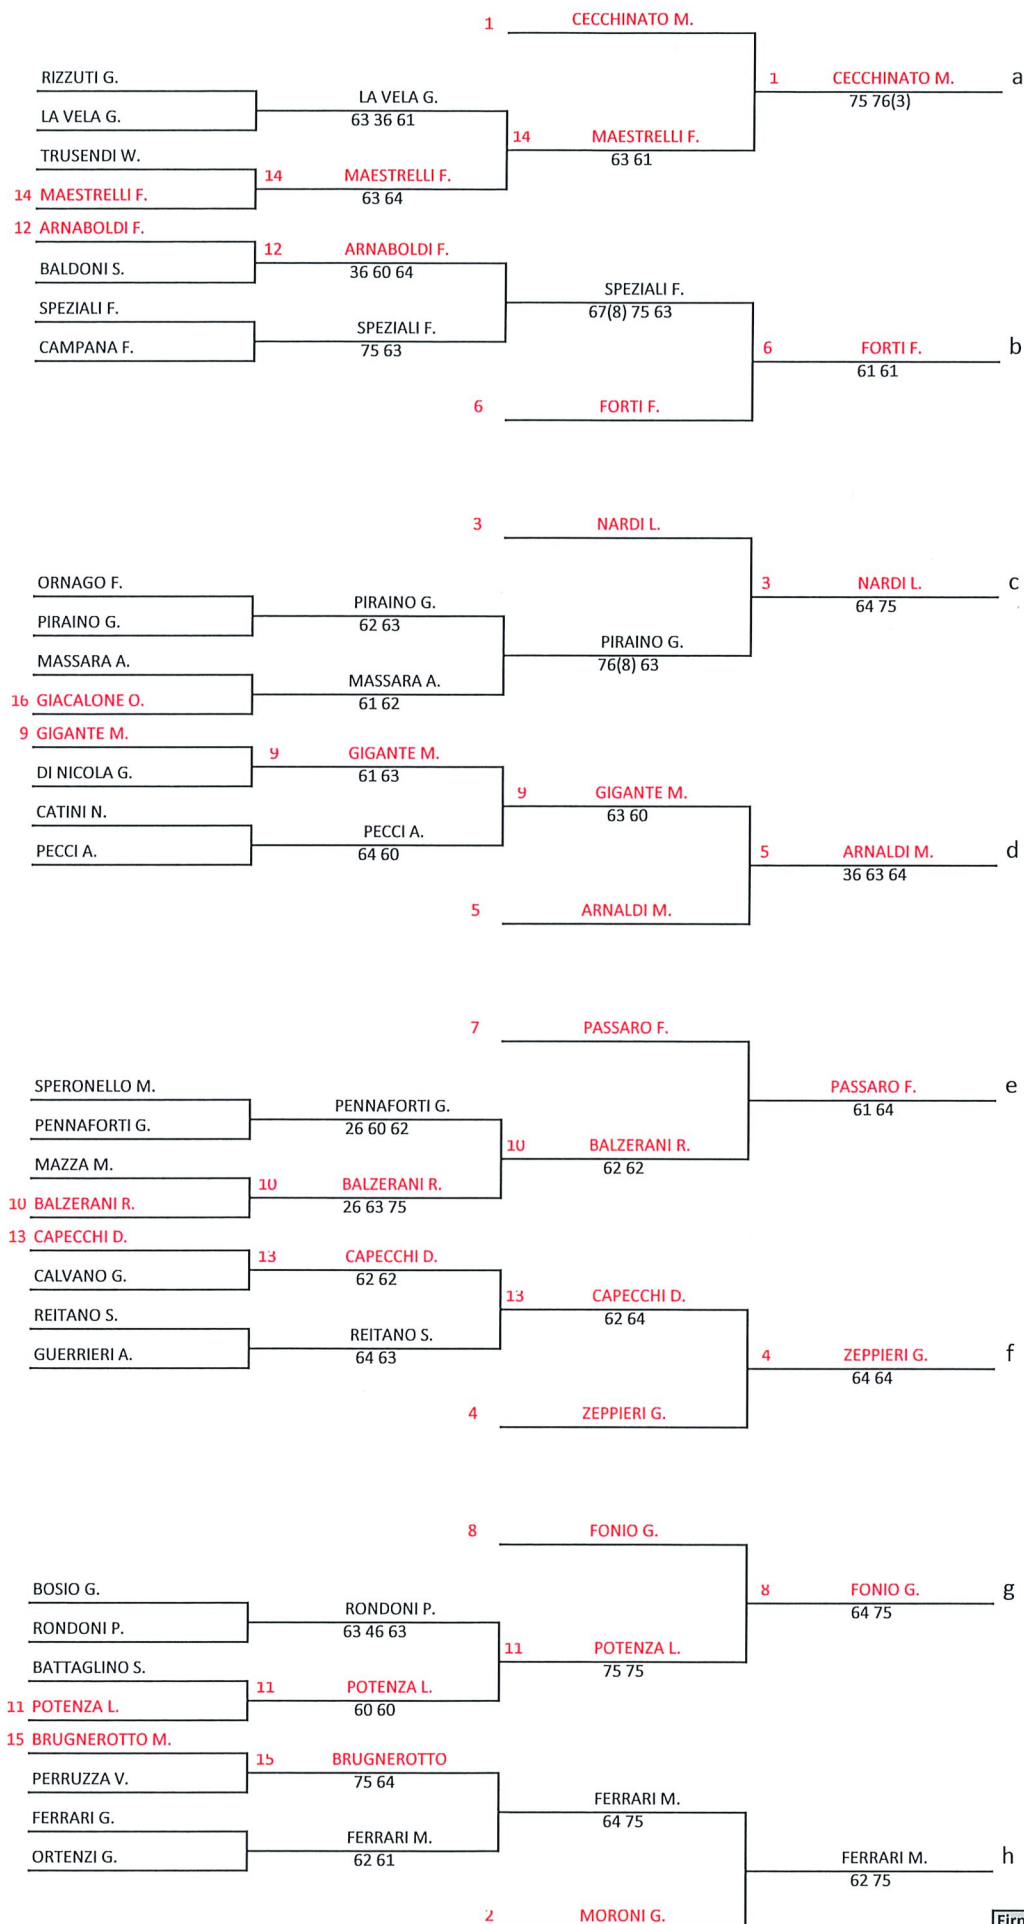 1 CECCHINATO M.
RIZZUTI G.
1 CECCHINATO M. a
75 76(3)
LA VELA G.
63 36 61
LA VELA G.
14 MAESTRELLI F.
63 61
TRUSENDI W.
14 MAESTRELLI F.
63 64
14 MAESTRELLI F.
12 ARNABOLDI F.
12 ARNABOLDI F.
36 60 64
BALDONI S.
SPEZIALI F.
67(8) 75 63
SPEZIALI F.
SPEZIALI F.
75 63
CAMPANA F.
6 FORTI F. b
61 61
6 FORTI F.
3 NARDI L.
ORNAGO F.
3 NARDI L. c
64 75
PIRAINO G.
62 63
PIRAINO G.
PIRAINO G.
76(8) 63
MASSARA A.
MASSARA A.
61 62
16 GIACALONE O.
9 GIGANTE M.
9 GIGANTE M.
61 63
DI NICOLA G.
9 GIGANTE M.
63 60
CATINI N.
PECCI A.
64 60
PECCI A.
5 ARNALDI M. d
36 63 64
5 ARNALDI M.
7 PASSARO F.
SPERONELLO M.
PASSARO F. e
61 64
PENNAFORTI G.
26 60 62
PENNAFORTI G.
10 BALZERANI R.
62 62
MAZZA M.
10 BALZERANI R.
26 63 75
10 BALZERANI R.
13 CAPECCHI D.
13 CAPECCHI D.
62 62
CALVANO G.
13 CAPECCHI D.
62 64
REITANO S.
REITANO S.
64 63
GUERRIERI A.
4 ZEPPIERI G. f
64 64
4 ZEPPIERI G.
8 FONIO G.
BOSIO G.
8 FONIO G. g
64 75
RONDONI P.
63 46 63
RONDONI P.
11 POTENZA L.
75 75
BATTAGLINO S.
11 POTENZA L.
60 60
11 POTENZA L.
15 BRUGNEROTTO M.
15 BRUGNEROTTO
75 64
PERRUZZA V.
FERRARI M.
64 75
FERRARI G.
FERRARI M.
62 61
ORTENZI G.
FERRARI M. h
62 75
2 MORONI G.